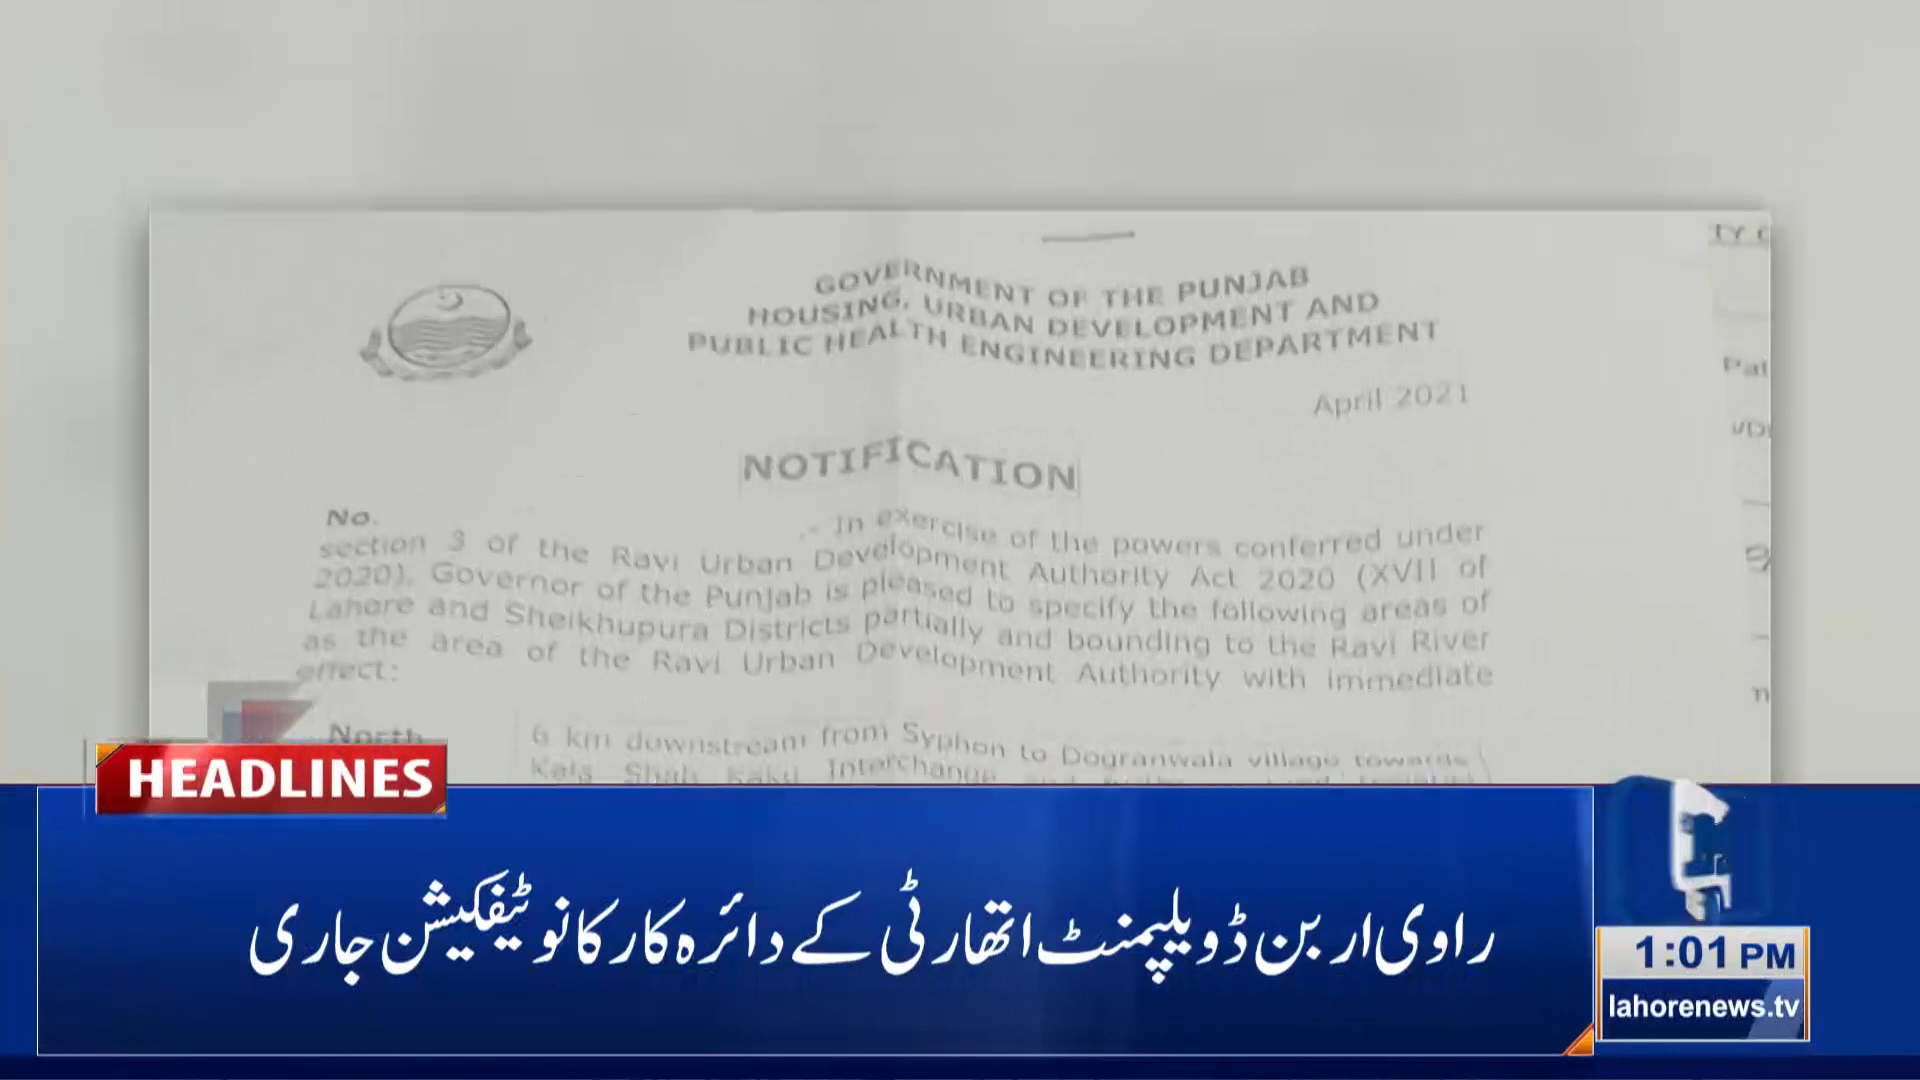 TY
GOVERNMENT OF THE PUNJAB
HOUSING, URBAN DEVELOPMENT AND
PUBLIC HEALTH ENGINEERING DEPARTMENT
April 2021
NOTIFICATION
No. .- In exercise of the powers conferred under
section 3 of the Ravi Urban Development Authority Act 2020 (XVII of
2020), Governor of the Punjab is pleased to specify the following areas of
Lahore and Sheikhupura Districts partially and bounding to the Ravi River
as the area of the Ravi Urban Development Authority with immediate
effect:
North 6 km downstream from Syphon to Dogranwala village towards
Kala Shah Kaku Interchange and
HEADLINES
راوی اربن ڈویلپمنٹ اتھارٹی کے دائرہ کار کا نوٹیفکیشن جاری
1:01 PM
lahorenews.tv